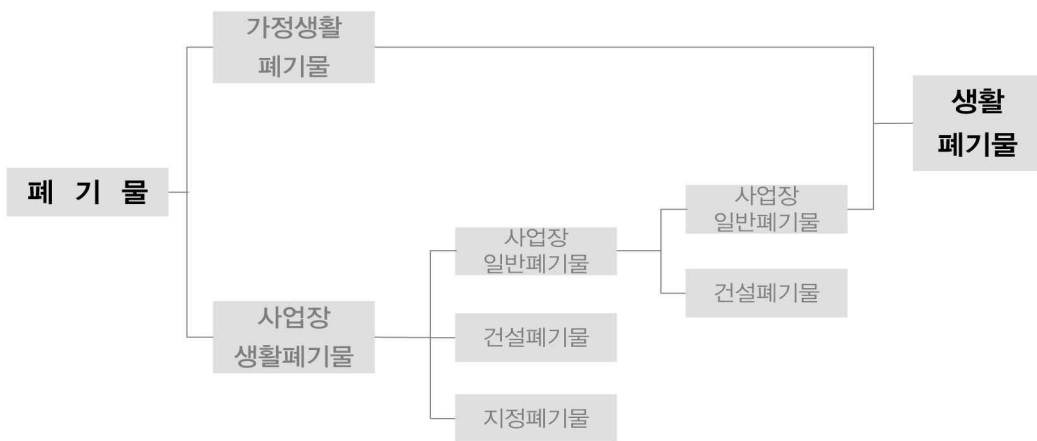 가정생활
폐기물
생활
폐기물
폐 기 물
사업장
일반폐기물
사업장
일반폐기물
건설폐기물
사업장
생활폐기물
건설폐기물
지정폐기물